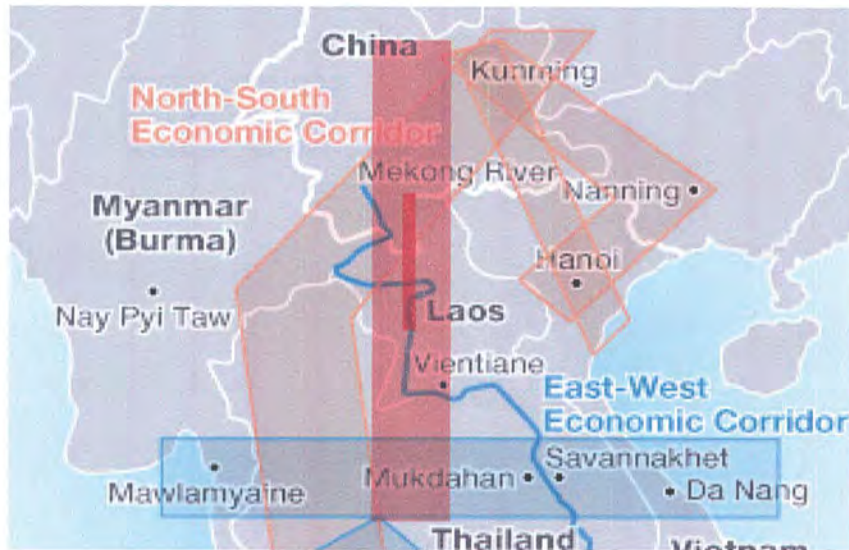 China
Kunming
North-South
Economic Corridor
Mekong River
Nanning
Myanmar
(Burma)
Hanoi
Nay Pyi Taw
Laos
Vientiane
East-West
Economic Corridor
Savannakhet
Mukdahan
Mawlamyaine
Da Nang
Thailand
Vietnam